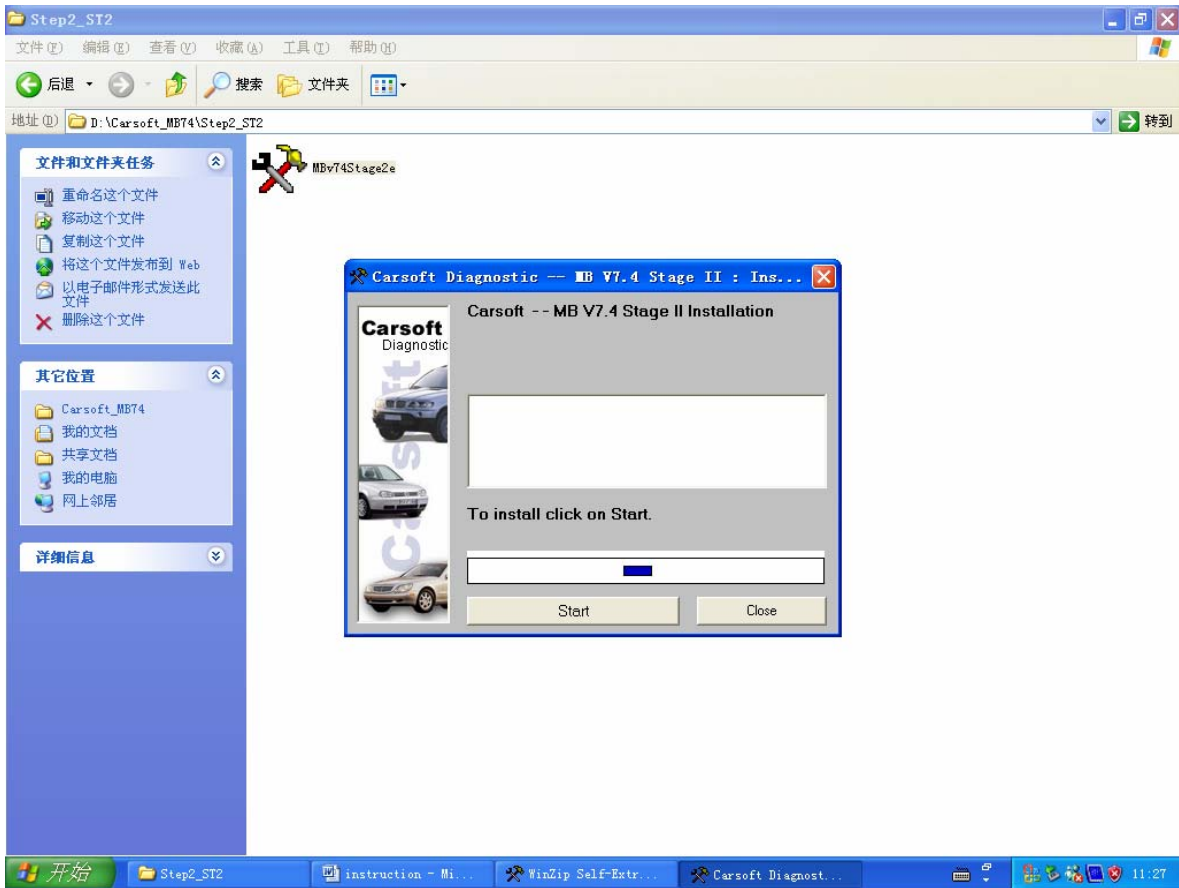 Step2_ST2
文件(F) 编辑(E) 查看(V) 收藏(A) 工具(T) 帮助(H)
后退 搜索 文件夹
地址(D) D:\Carsoft_MB74\Step2_ST2 转到
文件和文件夹任务
重命名这个文件
移动这个文件
复制这个文件
将这个文件发布到 Web
以电子邮件形式发送此
文件
删除这个文件
其它位置
Carsoft_MB74
我的文档
共享文档
我的电脑
网上邻居
详细信息
MBv74Stage2e
Carsoft Diagnostic -- MB V7.4 Stage II : Ins...
Carsoft
Diagnostic
Carsoft
Carsoft -- MB V7.4 Stage II Installation
To install click on Start.
Start Close
开始 Step2_ST2 instruction - Mi... WinZip Self-Extr... Carsoft Diagnost... 11:27